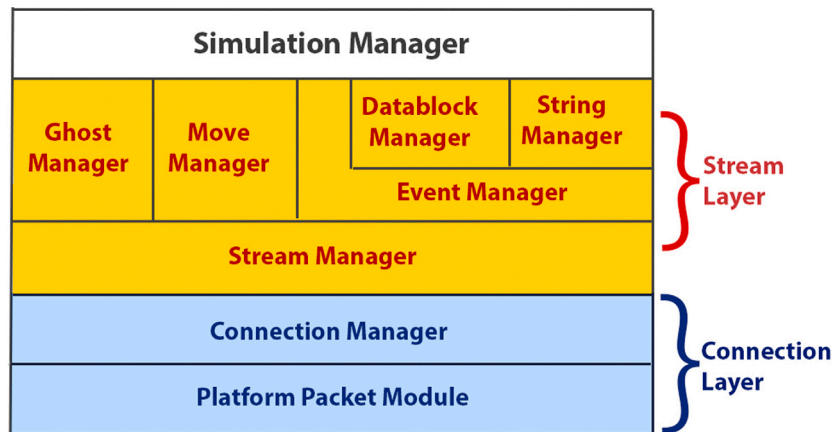 Simulation Manager
Ghost
Manager
Move
Manager
Datablock
Manager
String
Manager
Event Manager
Stream Manager
Stream
Layer
Connection Manager
Platform Packet Module
Connection
Layer